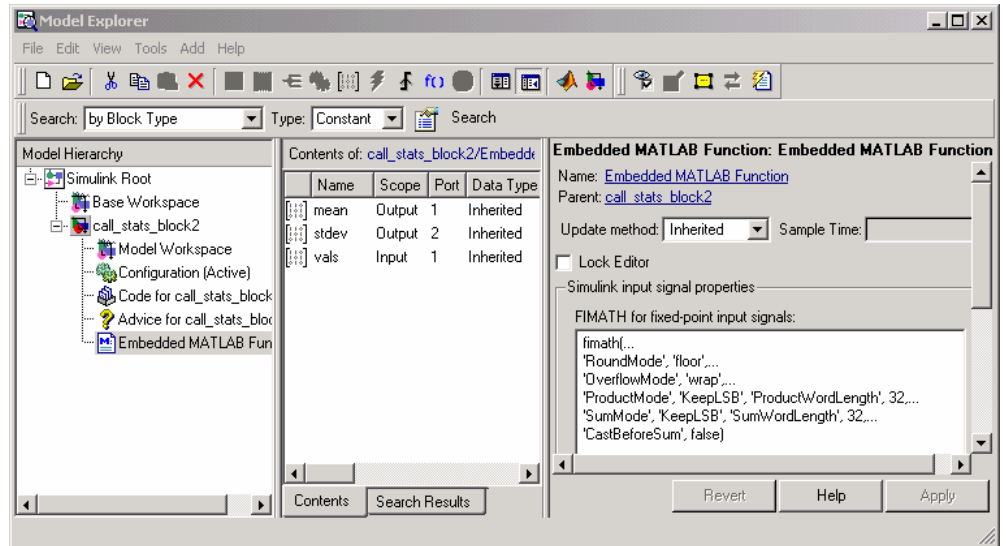 Model Explorer
File Edit View Tools Add Help
Search: by Block Type Type: Constant Search
Model Hierarchy
Simulink Root
Base Workspace
call_stats_block2
Model Workspace
Configuration (Active)
Code for call_stats_block
Advice for call_stats_bloc
Embedded MATLAB Fun
Contents of: call_stats_block2/Embedde
Name Scope Port Data Type
mean Output 1 Inherited
stdev Output 2 Inherited
vals Input 1 Inherited
Contents Search Results
Embedded MATLAB Function: Embedded MATLAB Function
Name: Embedded MATLAB Function
Parent: call_stats_block2
Update method: Inherited Sample Time:
Lock Editor
Simulink input signal properties
FIMATH for fixed-point input signals:
fimath(...
'RoundMode', 'floor',...
'OverflowMode', 'wrap',...
'ProductMode', 'KeepLSB', 'ProductWordLength', 32,...
'SumMode', 'KeepLSB', 'SumWordLength', 32,...
'CastBeforeSum', false)
Revert Help Apply